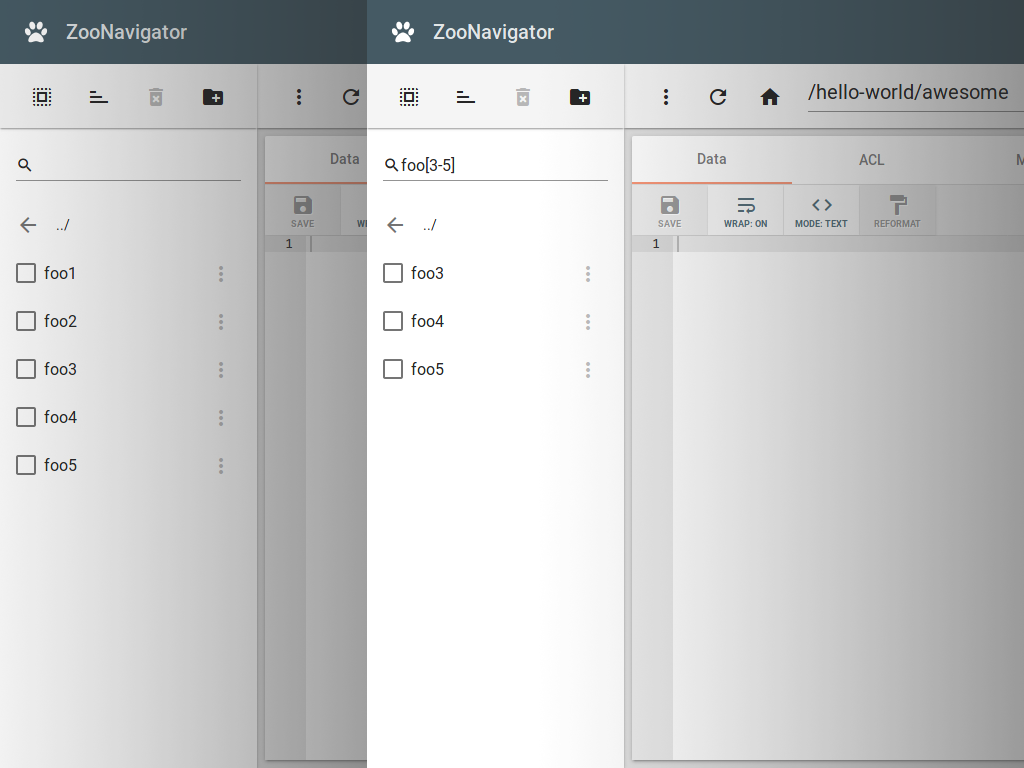 ZooNavigator
../
foo1
foo2
foo3
foo4
foo5
Data
SAVE
1
ZooNavigator
/hello-world/awesome
foo[3-5]
../
foo3
foo4
foo5
Data ACL
SAVE WRAP: ON MODE: TEXT REFORMAT
1